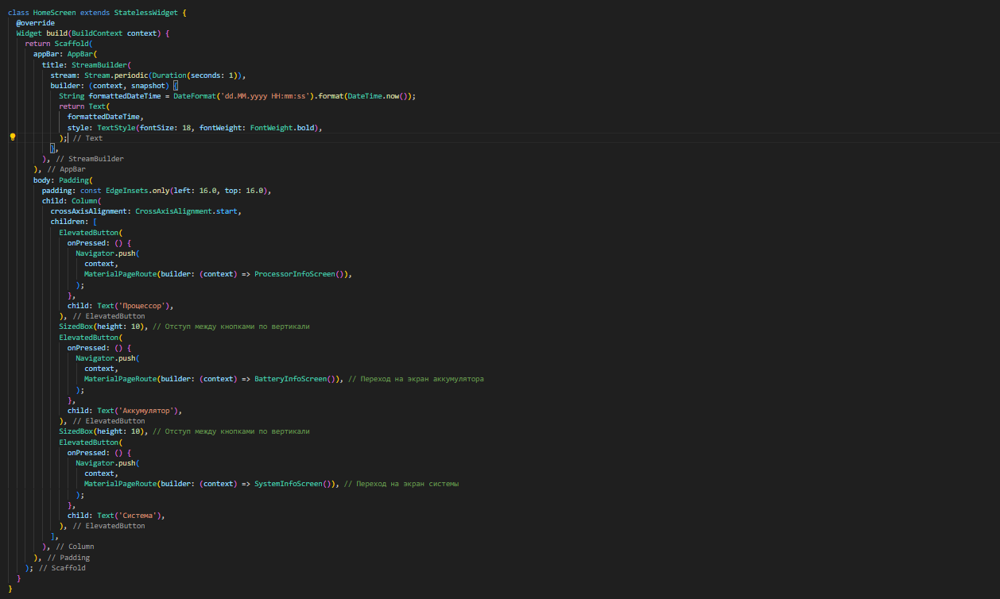 class HomeScreen extends StatelessWidget {
  @override
  Widget build(BuildContext context) {
    return Scaffold(
      appBar: AppBar(
        title: StreamBuilder(
          stream: Stream.periodic(Duration(seconds: 1)),
          builder: (context, snapshot) {
            String formattedDateTime = DateFormat('dd.MM.yyyy HH:mm:ss').format(DateTime.now());
            return Text(
              formattedDateTime,
              style: TextStyle(fontSize: 18, fontWeight: FontWeight.bold),
            ); // Text
          },
        ), // StreamBuilder
      ), // AppBar
      body: Padding(
        padding: const EdgeInsets.only(left: 16.0, top: 16.0),
        child: Column(
          crossAxisAlignment: CrossAxisAlignment.start,
          children: [
            ElevatedButton(
              onPressed: () {
                Navigator.push(
                  context,
                  MaterialPageRoute(builder: (context) => ProcessorInfoScreen()),
                );
              },
              child: Text('Процессор'),
            ), // ElevatedButton
            SizedBox(height: 10), // Отступ между кнопками по вертикали
            ElevatedButton(
              onPressed: () {
                Navigator.push(
                  context,
                  MaterialPageRoute(builder: (context) => BatteryInfoScreen()), // Переход на экран аккумулятора
                );
              },
              child: Text('Аккумулятор'),
            ), // ElevatedButton
            SizedBox(height: 10), // Отступ между кнопками по вертикали
            ElevatedButton(
              onPressed: () {
                Navigator.push(
                  context,
                  MaterialPageRoute(builder: (context) => SystemInfoScreen()), // Переход на экран системы
                );
              },
              child: Text('Система'),
            ), // ElevatedButton
          ],
        ), // Column
      ), // Padding
    ); // Scaffold
  }
}